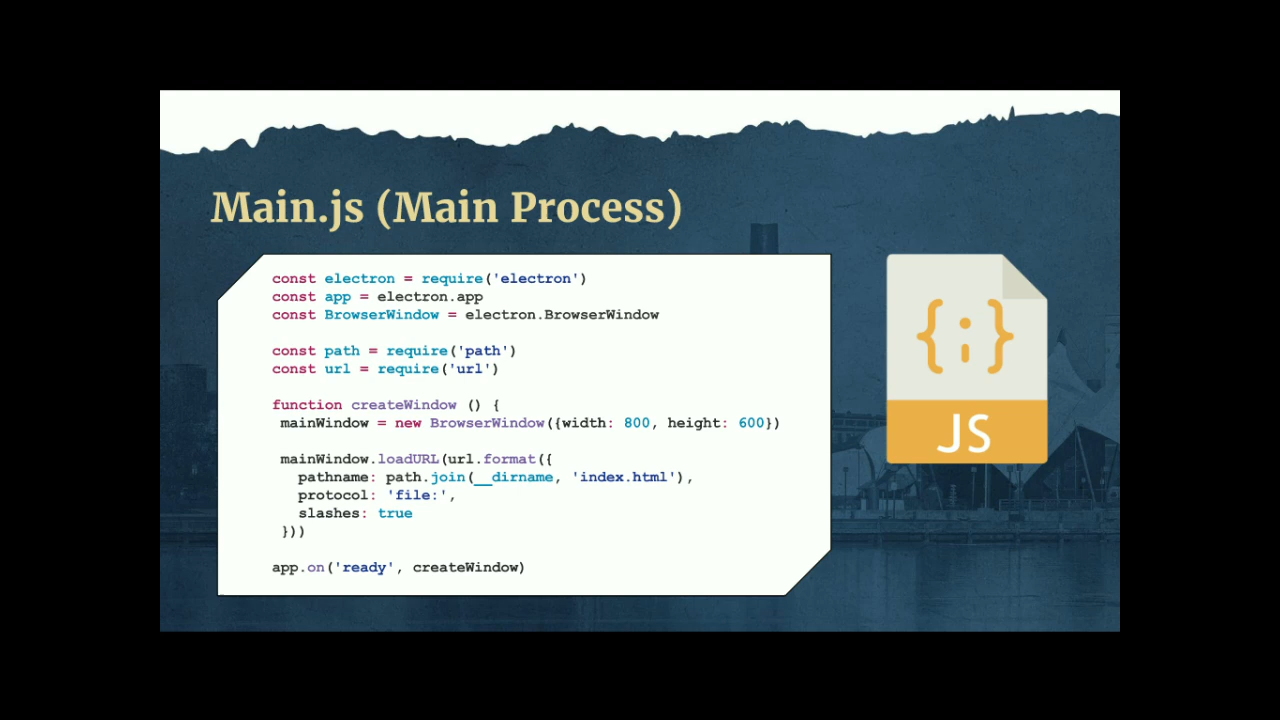 Main.js (Main Process)
const electron = require('electron')
const app = electron.app
const BrowserWindow = electron.BrowserWindow
const path = require('path')
const url = require('url')
function createWindow () {
mainWindow = new BrowserWindow({width: 800, height: 600})
mainWindow.loadURL(url.format({
pathname: path.join(__dirname, 'index.html'),
protocol: 'file:',
slashes: true
}))
app.on('ready', createWindow)
{;}
JS